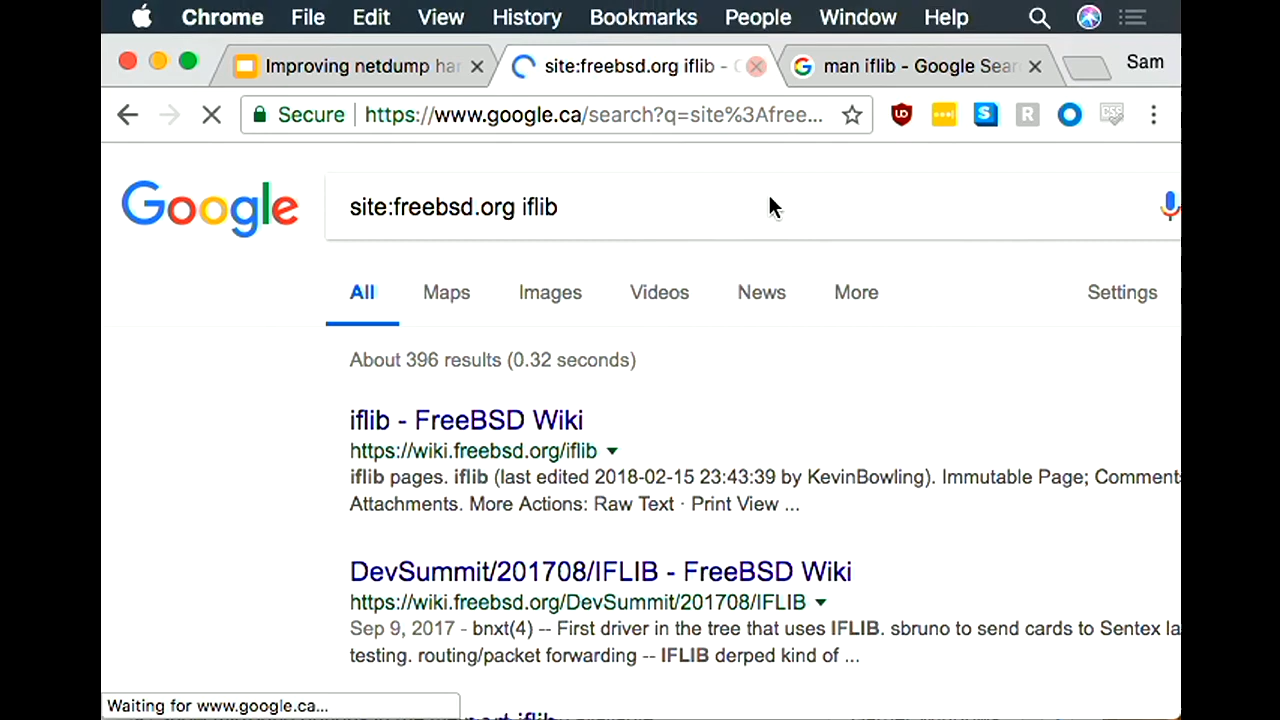 Chrome File Edit View History Bookmarks People Window Help
Improving netdump har
site:freebsd.org iflib -
man iflib - Google Sear
Sam
Secure https://www.google.ca/search?q=site%3Afree...
Google
site:freebsd.org iflib
All Maps Images Videos News More Settings
About 396 results (0.32 seconds)
iflib - FreeBSD Wiki
https://wiki.freebsd.org/iflib
iflib pages. iflib (last edited 2018-02-15 23:43:39 by KevinBowling). Immutable Page; Comments
Attachments. More Actions: Raw Text · Print View ...
DevSummit/201708/IFLIB - FreeBSD Wiki
https://wiki.freebsd.org/DevSummit/201708/IFLIB
Sep 9, 2017 - bnxt(4) -- First driver in the tree that uses IFLIB. sbruno to send cards to Sentex la
testing. routing/packet forwarding -- IFLIB derped kind of ...
Waiting for www.google.ca...